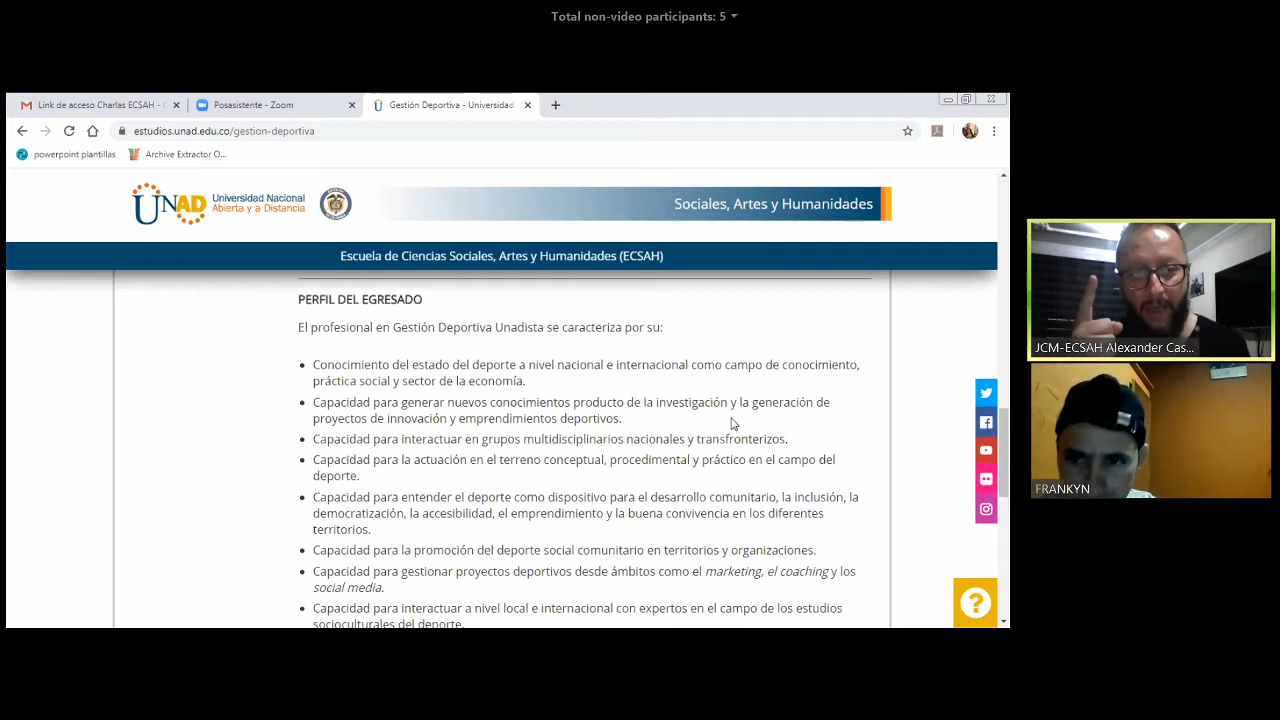 Total non-video participants: 5
Link de acceso Charlas ECSAH -
Posasistente - Zoom
Gestión Deportiva - Universidad
estudios.unad.edu.co/gestion-deportiva
powerpoint plantillas
Archive Extractor O...
UNAD Universidad Nacional
Abierta y a Distancia
Sociales, Artes y Humanidades
Escuela de Ciencias Sociales, Artes y Humanidades (ECSAH)
PERFIL DEL EGRESADO
El profesional en Gestión Deportiva Unadista se caracteriza por su:
• Conocimiento del estado del deporte a nivel nacional e internacional como campo de conocimiento,
práctica social y sector de la economía.
• Capacidad para generar nuevos conocimientos producto de la investigación y la generación de
proyectos de innovación y emprendimientos deportivos.
• Capacidad para interactuar en grupos multidisciplinarios nacionales y transfronterizos.
• Capacidad para la actuación en el terreno conceptual, procedimental y práctico en el campo del
deporte.
• Capacidad para entender el deporte como dispositivo para el desarrollo comunitario, la inclusión, la
democratización, la accesibilidad, el emprendimiento y la buena convivencia en los diferentes
territorios.
• Capacidad para la promoción del deporte social comunitario en territorios y organizaciones.
• Capacidad para gestionar proyectos deportivos desde ámbitos como el marketing, el coaching y los
social media.
• Capacidad para interactuar a nivel local e internacional con expertos en el campo de los estudios
socioculturales del deporte.
?
JCM-ECSAH Alexander Cas...
FRANKYN